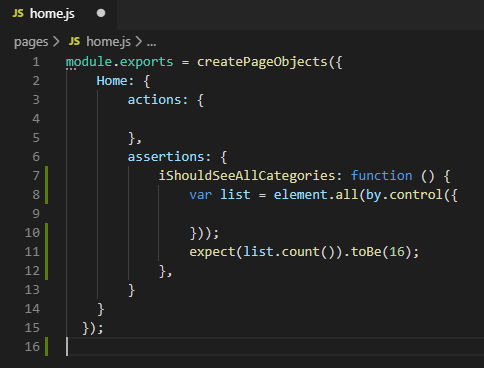 JS home.js
pages > JS home.js > ...
1 module.exports = createPageObjects({
2 Home: {
3 actions: {
4
5 },
6 assertions: {
7 iShouldSeeAllCategories: function () {
8 var list = element.all(by.control({
9
10 }));
11 expect(list.count()).toBe(16);
12 },
13 }
14 }
15 });
16